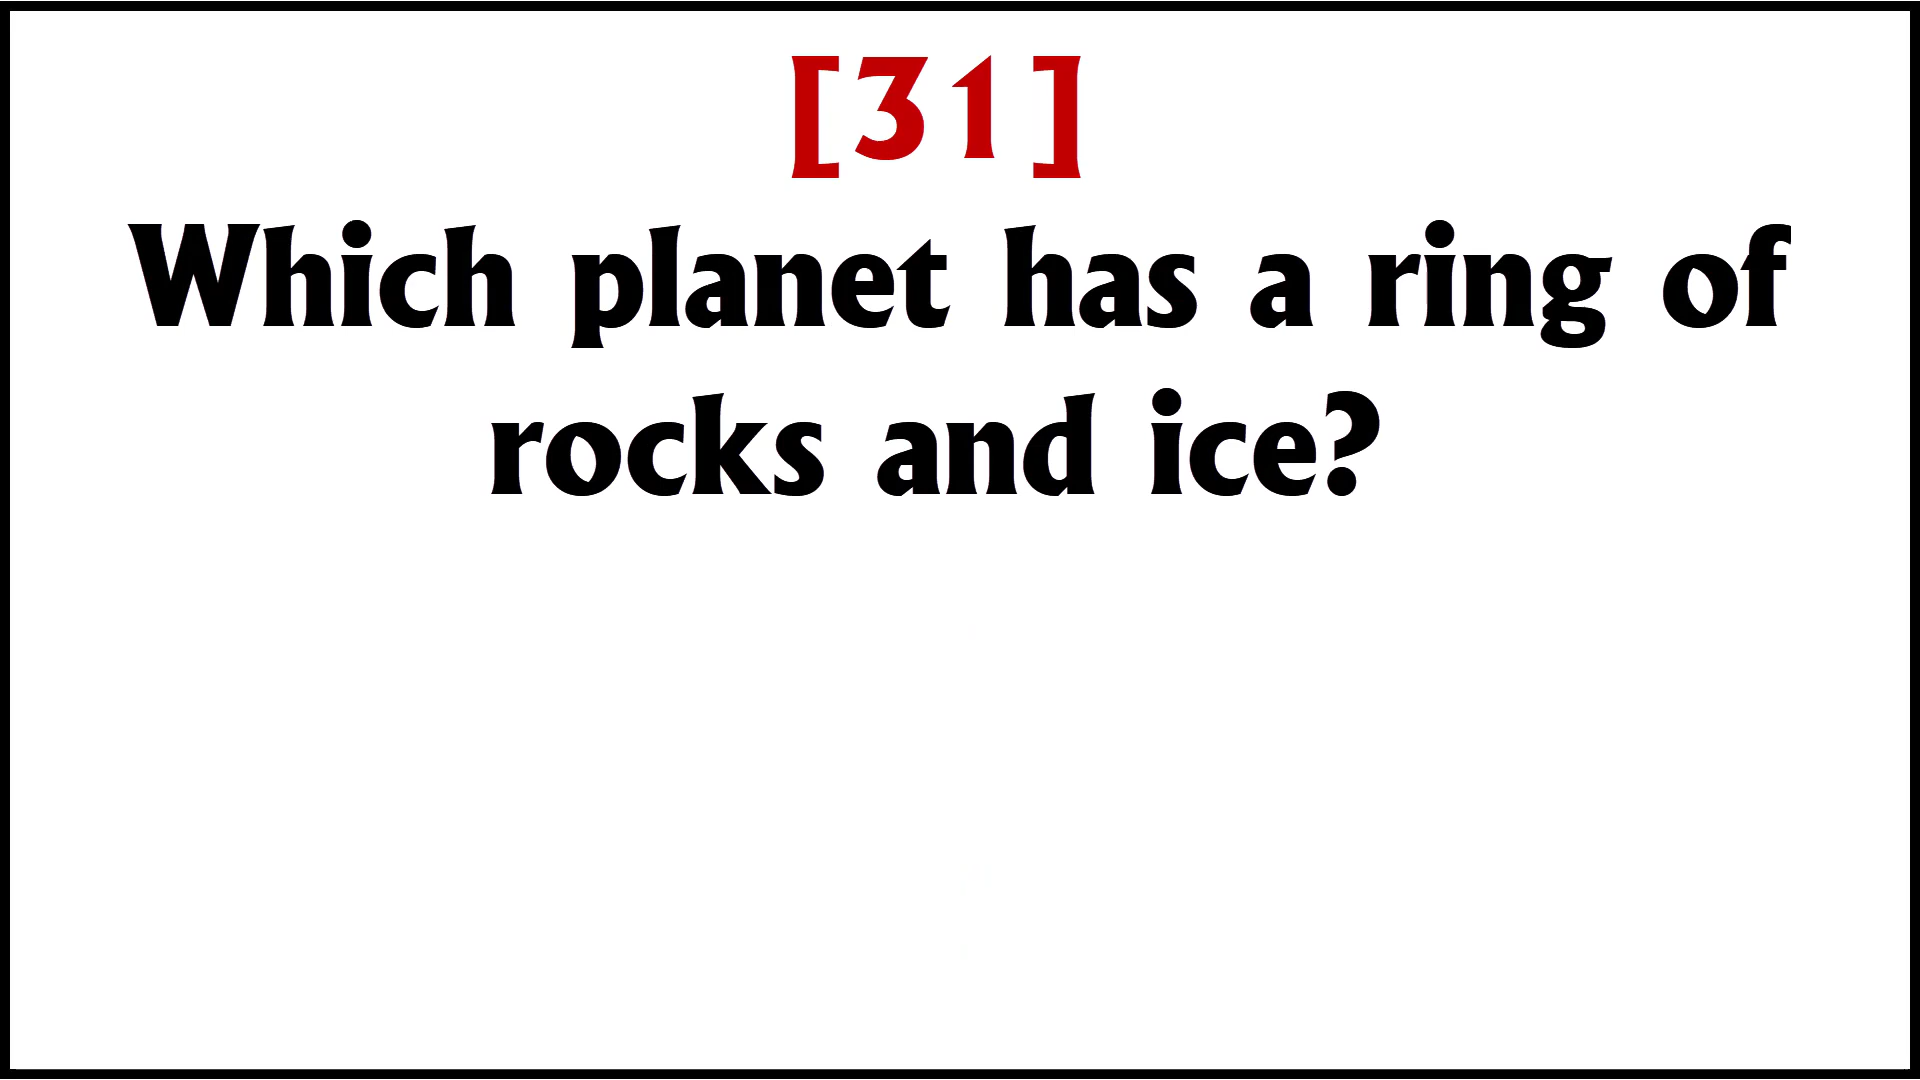 [31]
Which planet has a ring of
rocks and ice?